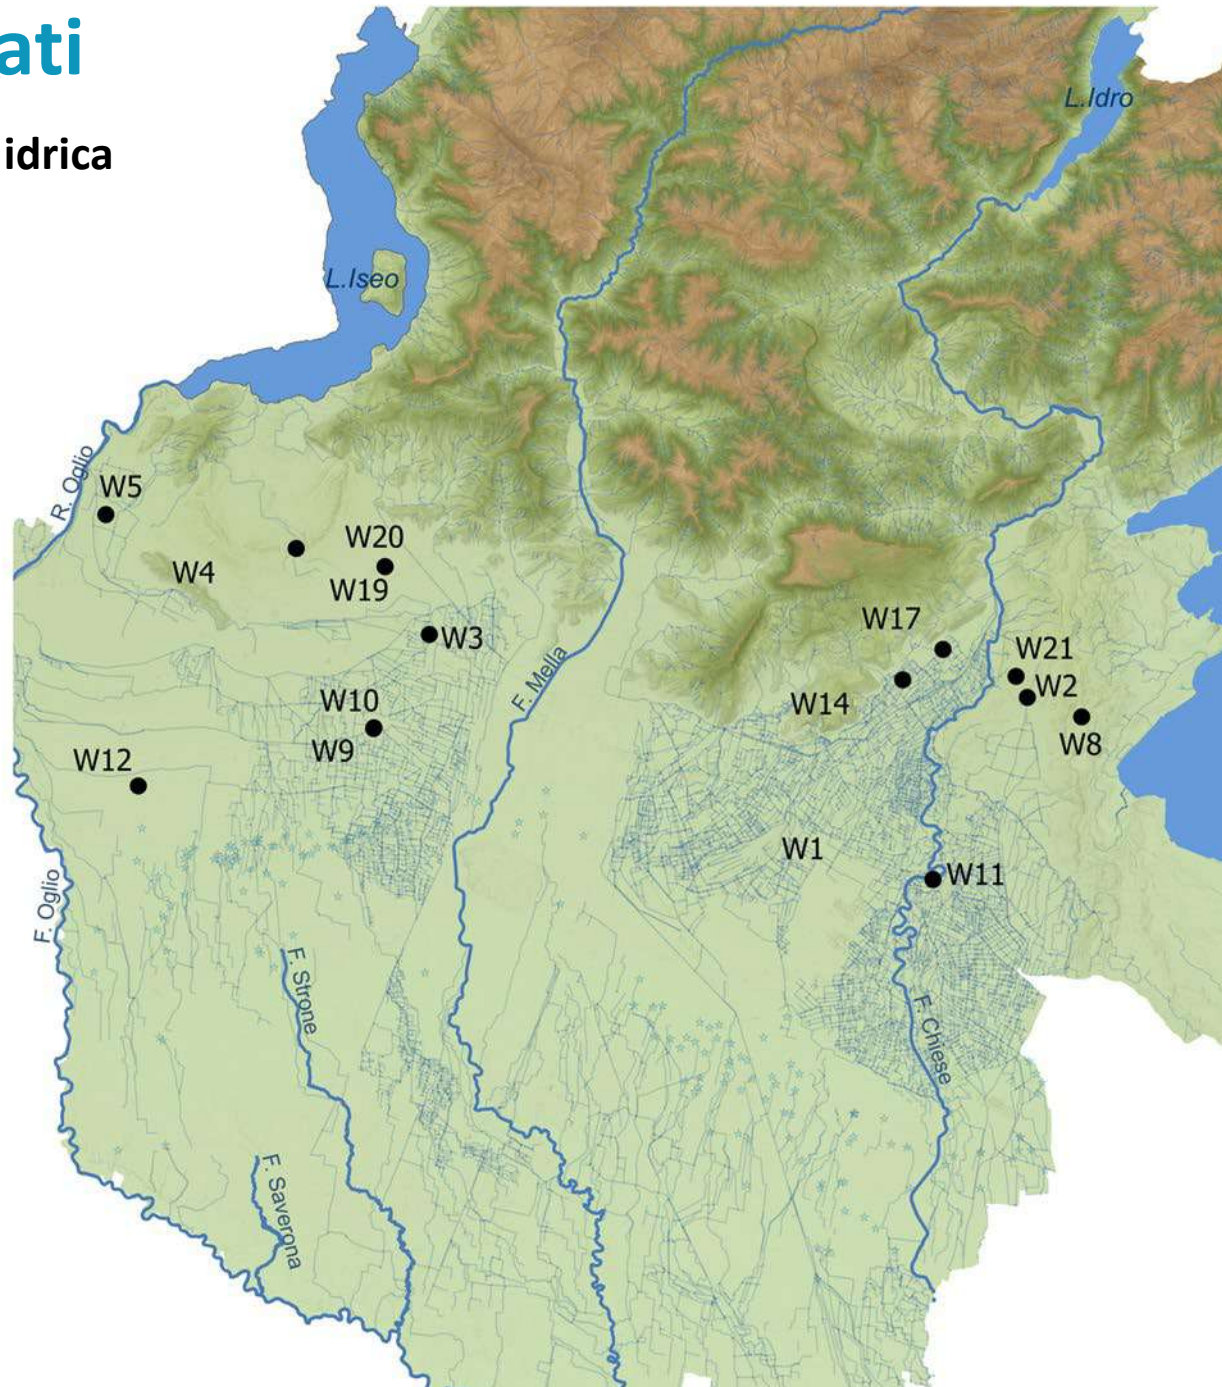 ati
idrica
L.Idro
L.Iseo
R. Oglio
W5
W20
W4
W19
W3
W17
W21
W2
W14
W8
F. Mella
W10
W9
W12
W1
W11
F. Oglio
F. Strone
F. Chiese
F. Saverona